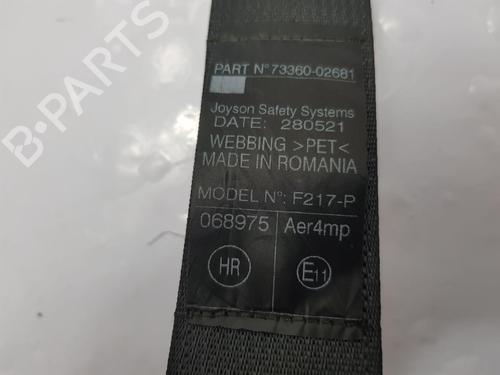 PART N° 73360-02681
Joyson Safety Systems
DATE: 280521
WEBBING >PET<
MADE IN ROMANIA
MODEL N°: F217-P
068975 Aer4mp
HR E11